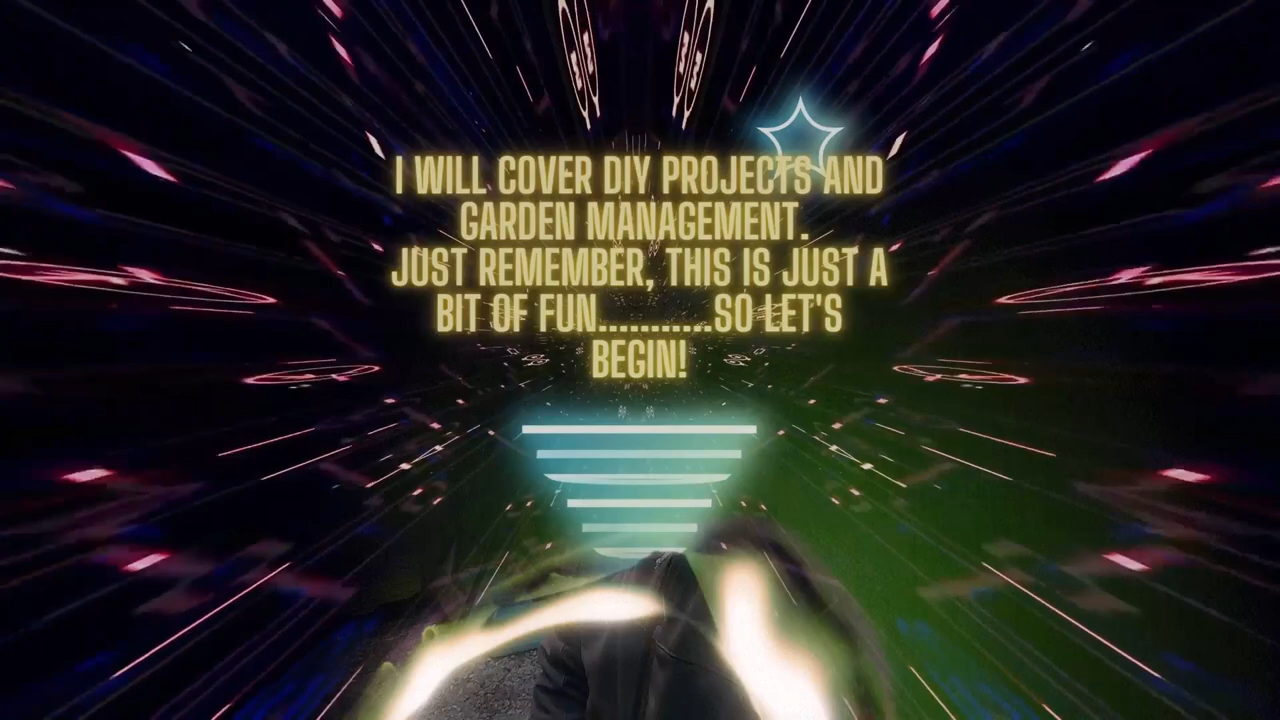 I WILL COVER DIY PROJECTS AND
GARDEN MANAGEMENT.
JUST REMEMBER, THIS IS JUST A
BIT OF FUN...........SO LET'S
BEGIN!